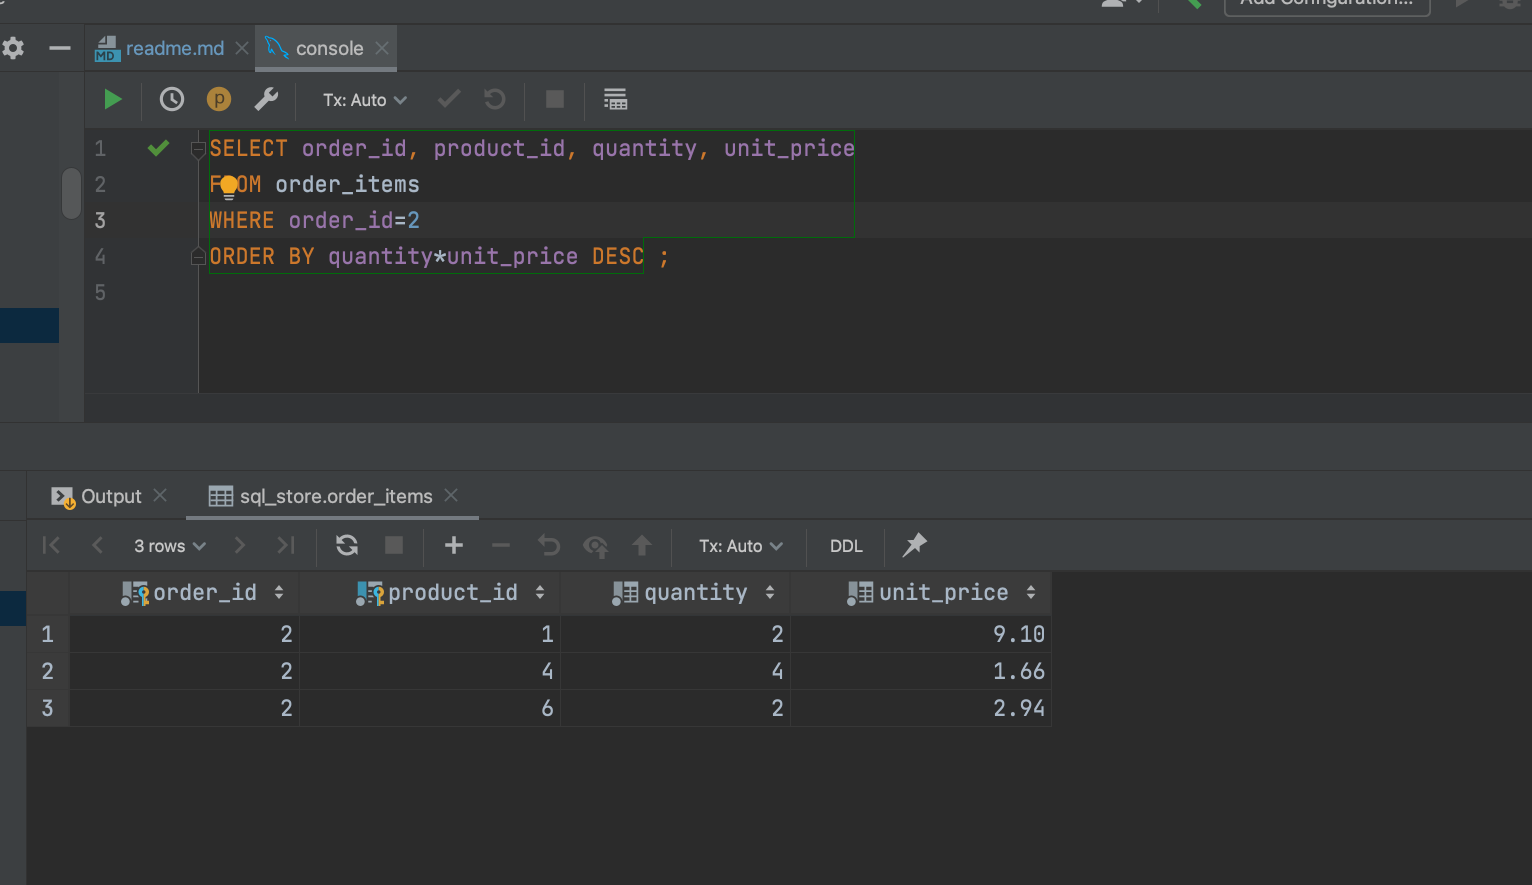 Add Configuration...
readme.md
console
Tx: Auto
1 SELECT order_id, product_id, quantity, unit_price
2 FROM order_items
3 WHERE order_id=2
4 ORDER BY quantity*unit_price DESC ;
5
Output
sql_store.order_items
3 rows
Tx: Auto
DDL
order_id product_id quantity unit_price
1 2 1 2 9.10
2 2 4 4 1.66
3 2 6 2 2.94